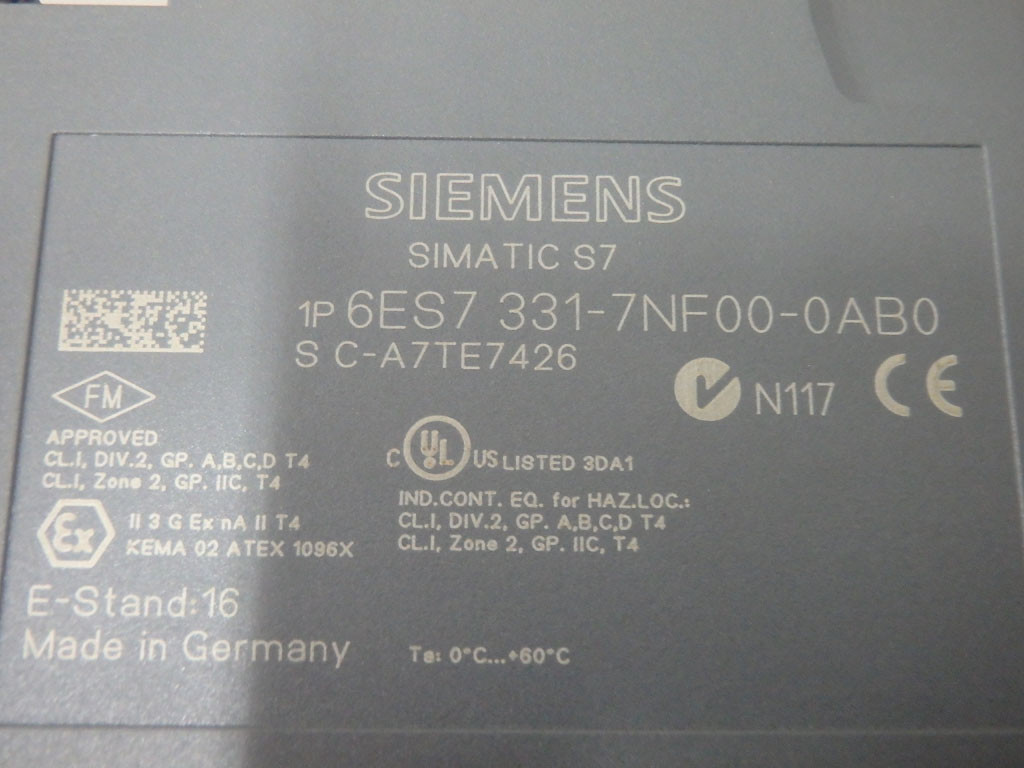 SIEMENS
SIMATIC S7
1P 6ES7 331-7NF00-0AB0
S C-A7TE7426
N117 CE
FM
APPROVED
CL.I, DIV.2, GP. A,B,C,D T4
CL.I, Zone 2, GP. IIC, T4
C UL US LISTED 3DA1
IND.CONT. EQ. for HAZ.LOC.:
CL.I, DIV.2, GP. A,B,C,D T4
CL.I, Zone 2, GP. IIC, T4
Ex II 3 G Ex nA II T4
KEMA 02 ATEX 1096X
E-Stand:16
Made in Germany
Ta: 0°C...+60°C